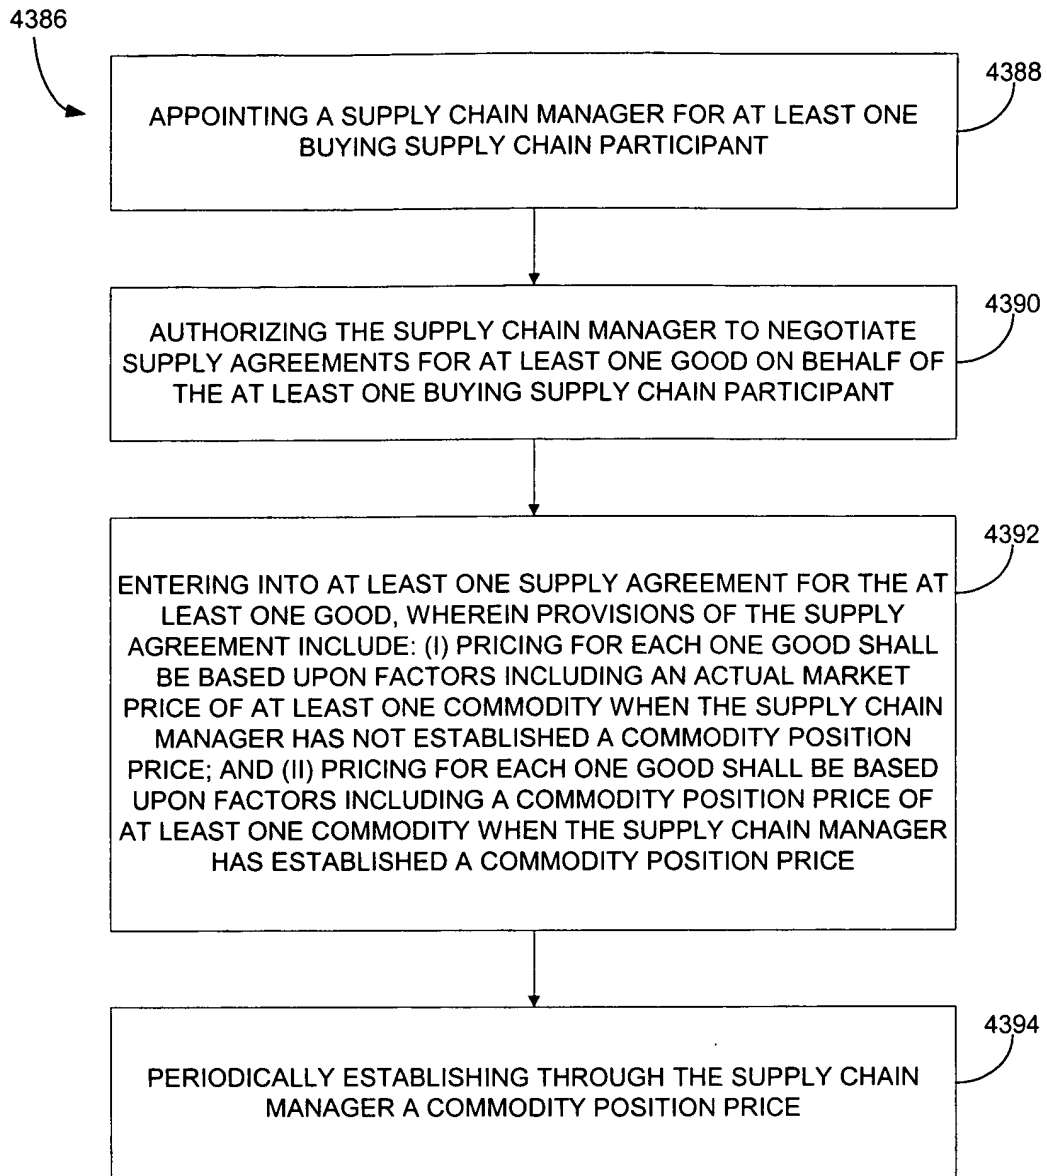 4386
4388
APPOINTING A SUPPLY CHAIN MANAGER FOR AT LEAST ONE
BUYING SUPPLY CHAIN PARTICIPANT
4390
AUTHORIZING THE SUPPLY CHAIN MANAGER TO NEGOTIATE
SUPPLY AGREEMENTS FOR AT LEAST ONE GOOD ON BEHALF OF
THE AT LEAST ONE BUYING SUPPLY CHAIN PARTICIPANT
4392
ENTERING INTO AT LEAST ONE SUPPLY AGREEMENT FOR THE AT
LEAST ONE GOOD, WHEREIN PROVISIONS OF THE SUPPLY
AGREEMENT INCLUDE: (I) PRICING FOR EACH ONE GOOD SHALL
BE BASED UPON FACTORS INCLUDING AN ACTUAL MARKET
PRICE OF AT LEAST ONE COMMODITY WHEN THE SUPPLY CHAIN
MANAGER HAS NOT ESTABLISHED A COMMODITY POSITION
PRICE; AND (II) PRICING FOR EACH ONE GOOD SHALL BE BASED
UPON FACTORS INCLUDING A COMMODITY POSITION PRICE OF
AT LEAST ONE COMMODITY WHEN THE SUPPLY CHAIN MANAGER
HAS ESTABLISHED A COMMODITY POSITION PRICE
4394
PERIODICALLY ESTABLISHING THROUGH THE SUPPLY CHAIN
MANAGER A COMMODITY POSITION PRICE